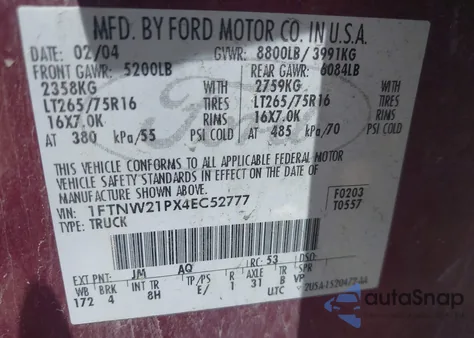 MFD. BY FORD MOTOR CO. IN U.S.A.
DATE: 02/04 GVWR: 8800LB/ 3991KG
FRONT GAWR: 5200LB REAR GAWR: 6084LB
2358KG WITH 2759KG WITH
LT265/75R16 TIRES LT265/75R16 TIRES
16X7.0K RIMS 16X7.0K RIMS
AT 380 kPa/55 PSI COLD AT 485 kPa/70 PSI COLD
Ford
THIS VEHICLE CONFORMS TO ALL APPLICABLE FEDERAL MOTOR
VEHICLE SAFETY STANDARDS IN EFFECT ON THE DATE OF
MANUFACTURE SHOWN ABOVE.
VIN: 1FTNW21PX4EC52777 F0203
TYPE: TRUCK T0557
EXT PNT: JM AQ RC: 53 DSO:
WB BRK INT TR TP/PS R AXLE TR SPR
172 4 8H E/ 1 31 B VP
UTC
autoSnap